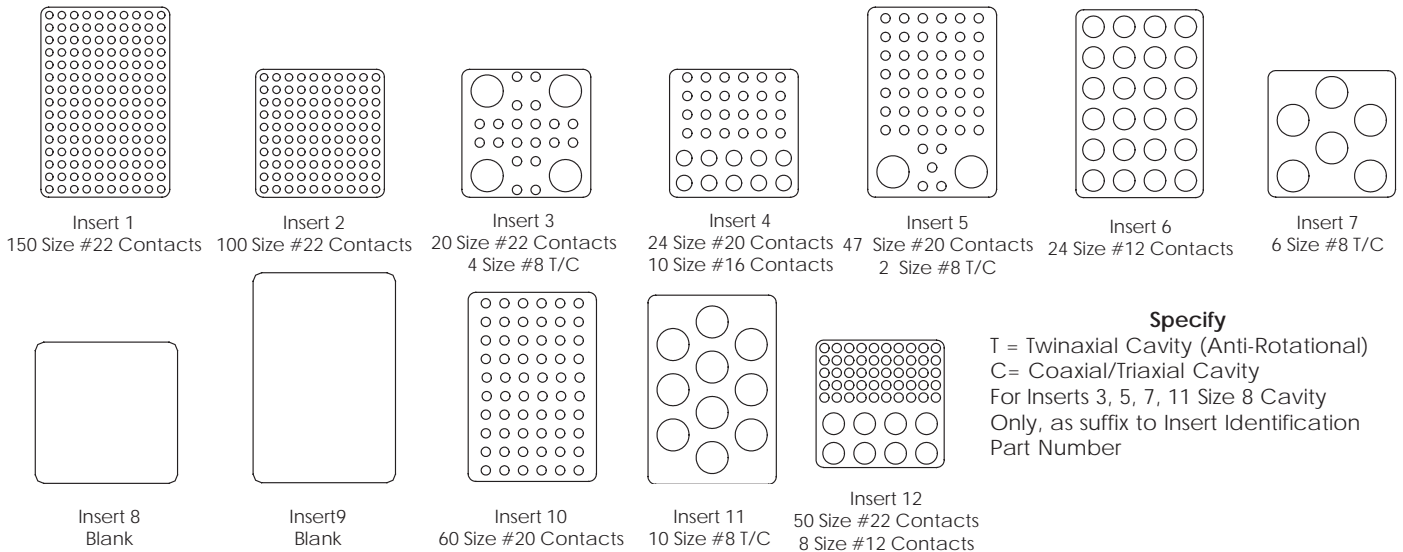 Insert 1
150 Size #22 Contacts
Insert 2
100 Size #22 Contacts
Insert 3
20 Size #22 Contacts
4 Size #8 T/C
Insert 4
24 Size #20 Contacts
10 Size #16 Contacts
Insert 5
47 Size #20 Contacts
2 Size #8 T/C
Insert 6
24 Size #12 Contacts
Insert 7
6 Size #8 T/C
Insert 8
Blank
Insert9
Blank
Insert 10
60 Size #20 Contacts
Insert 11
10 Size #8 T/C
Insert 12
50 Size #22 Contacts
8 Size #12 Contacts
Specify
T = Twinaxial Cavity (Anti-Rotational)
C= Coaxial/Triaxial Cavity
For Inserts 3, 5, 7, 11 Size 8 Cavity
Only, as suffix to Insert Identification
Part Number